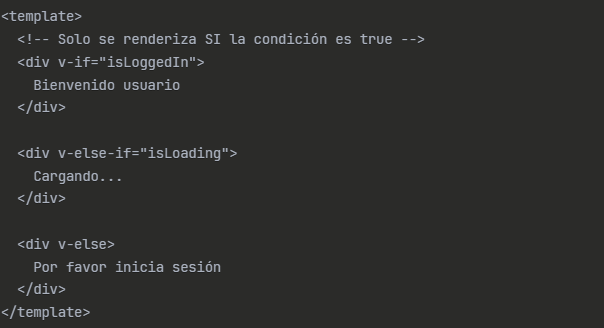 <template>
  <!-- Solo se renderiza SI la condición es true -->
  <div v-if="isLoggedIn">
    Bienvenido usuario
  </div>

  <div v-else-if="isLoading">
    Cargando...
  </div>

  <div v-else>
    Por favor inicia sesión
  </div>
</template>